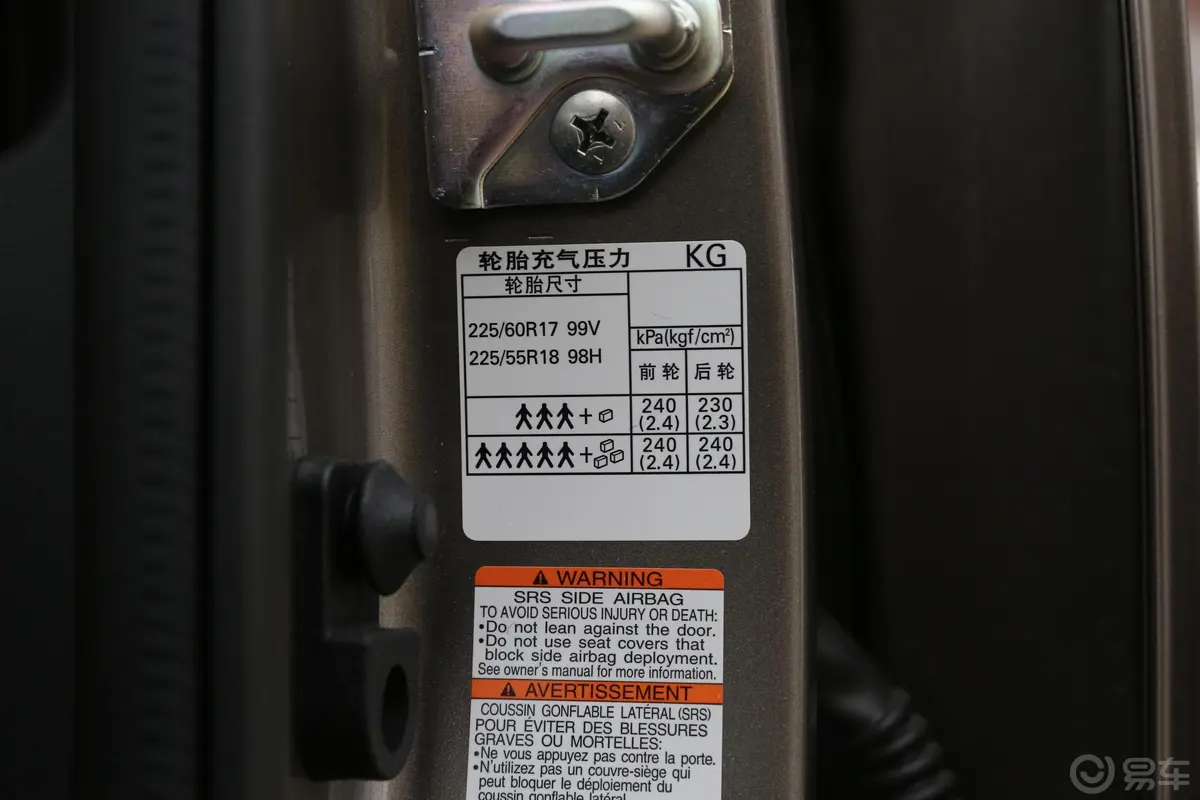 轮胎充气压力 KG
轮胎尺寸
225/60R17 99V
225/55R18 98H
kPa(kgf/cm²)
前轮 后轮
+ 240 230
(2.4) (2.3)
+ 240 240
(2.4) (2.4)
WARNING
SRS SIDE AIRBAG
TO AVOID SERIOUS INJURY OR DEATH:
•Do not lean against the door.
•Do not use seat covers that
block side airbag deployment.
See owner's manual for more information.
AVERTISSEMENT
COUSSIN GONFLABLE LATÉRAL (SRS)
POUR ÉVITER DES BLESSURES
GRAVES OU MORTELLES:
•Ne vous appuyez pas contre la porte.
•N'utilizez pas un couvre-siège qui
peut bloquer le déploiement du
coussin gonflable latéral.
易车